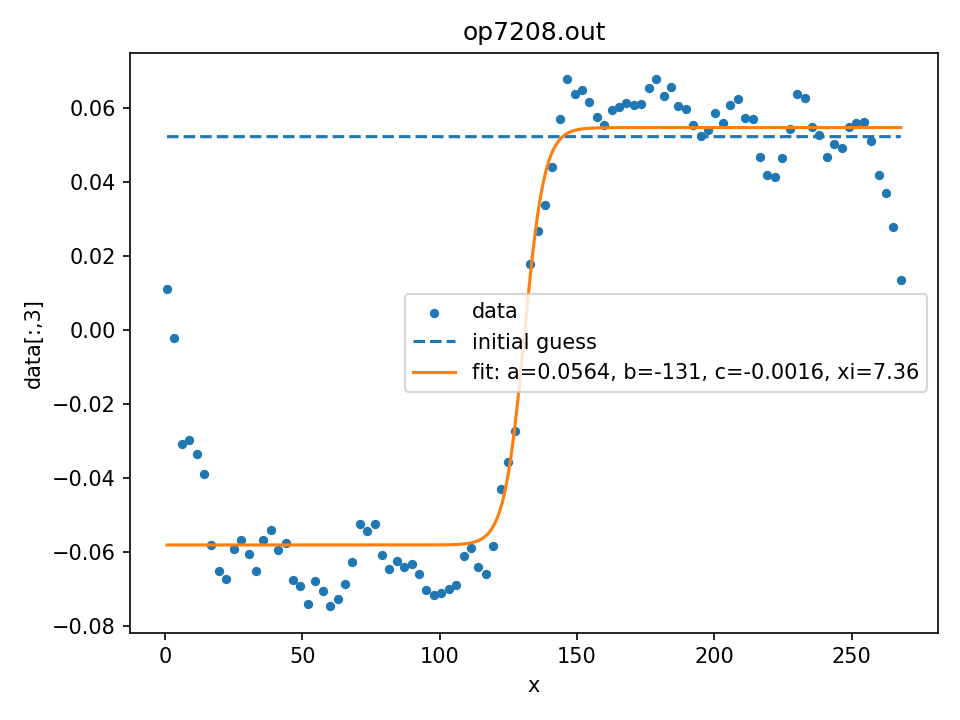 op7208.out
data[:,3]
0.06
0.04
0.02
0.00
−0.02
−0.04
−0.06
−0.08
data
initial guess
fit: a=0.0564, b=-131, c=-0.0016, xi=7.36
0 50 100 150 200 250
x